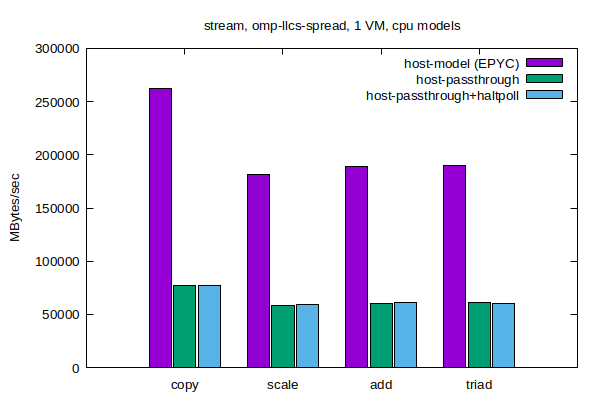 stream, omp-llcs-spread, 1 VM, cpu models
300000
250000
200000
150000
100000
50000
0
MBytes/sec
host-model (EPYC)
host-passthrough
host-passthrough+haltpoll
copy scale add triad